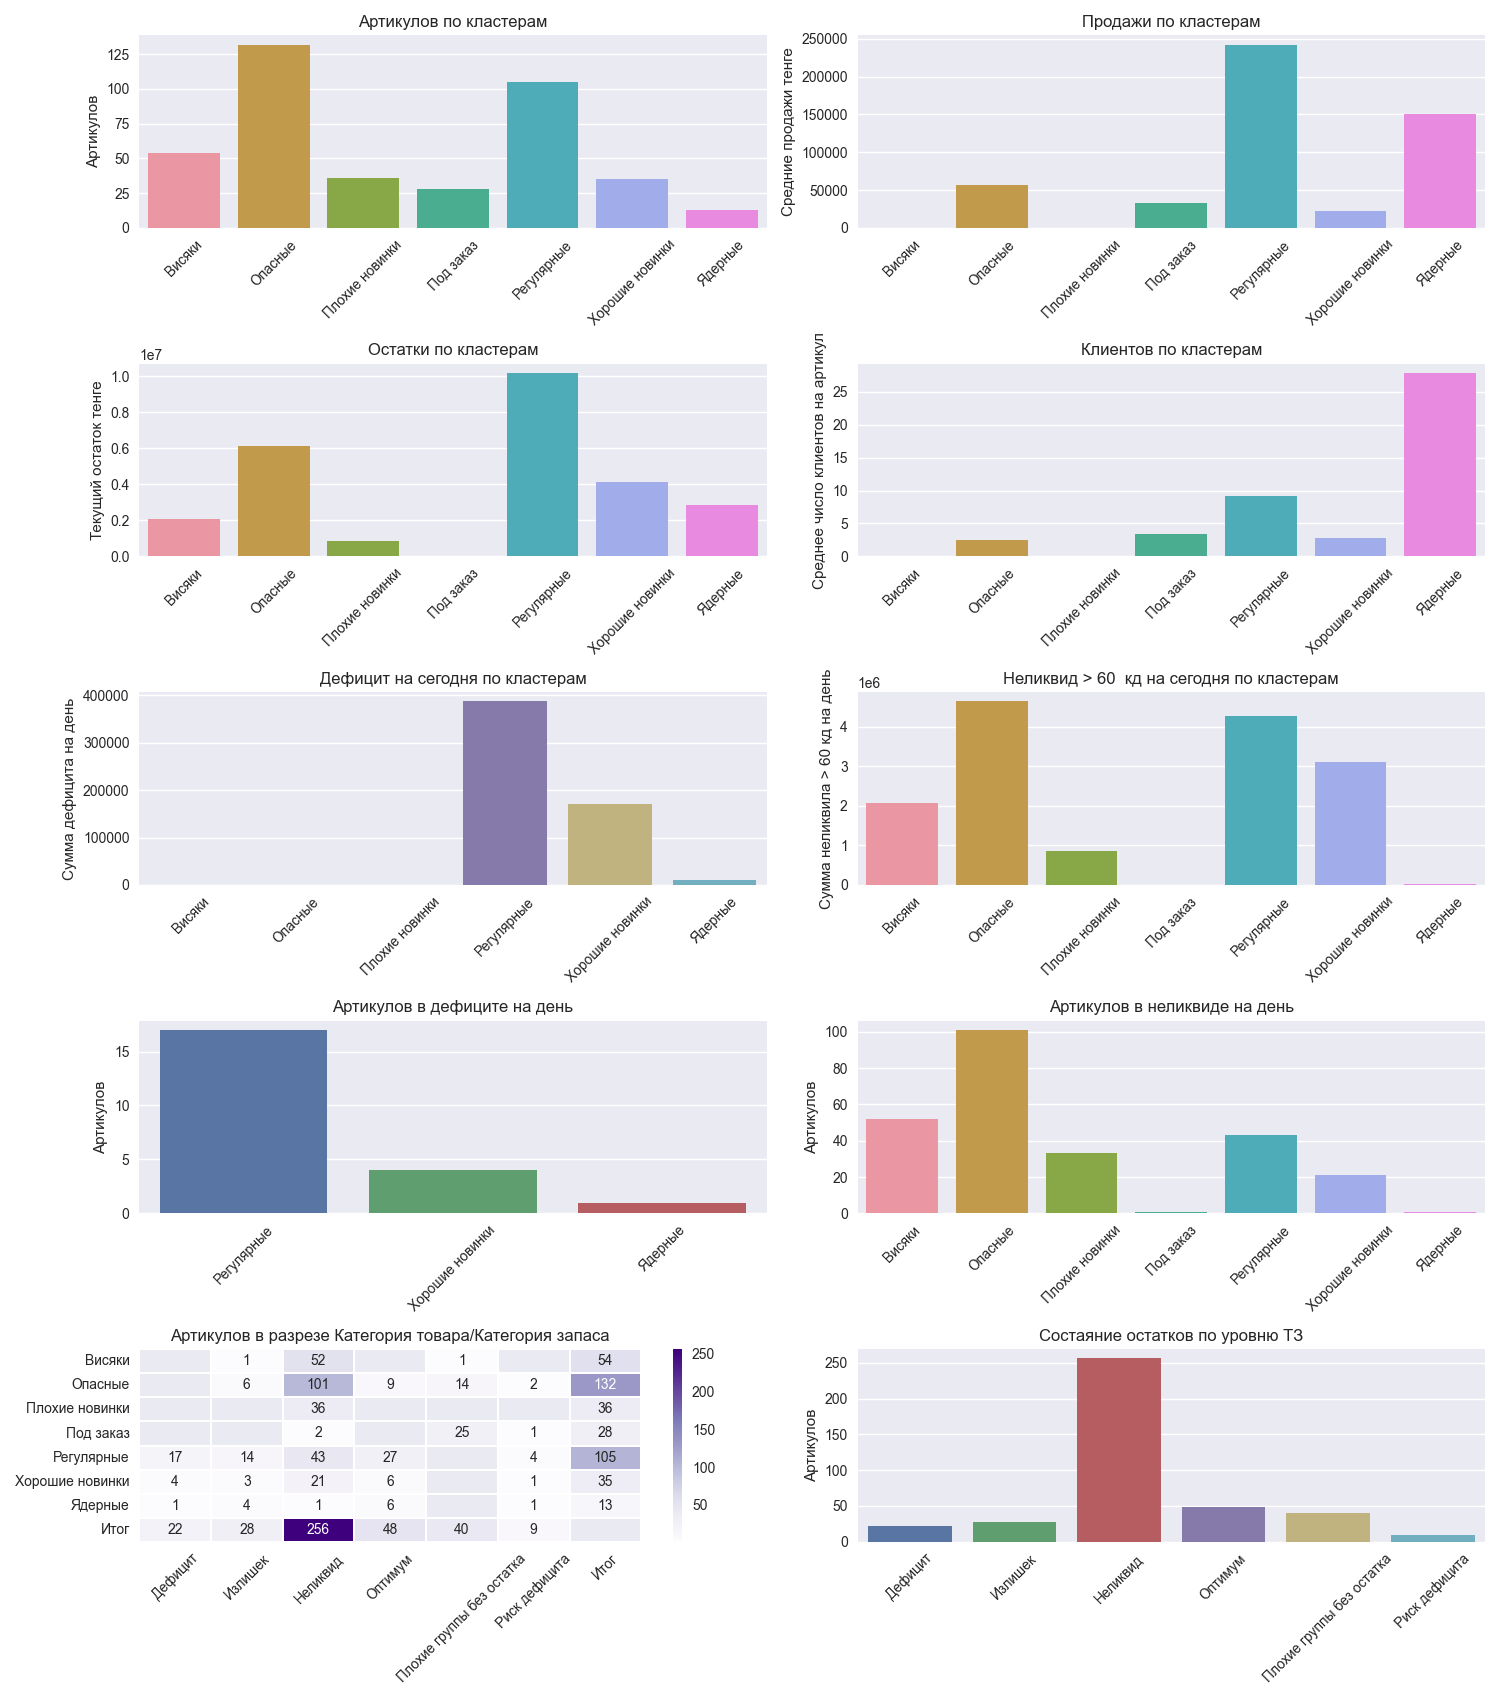 Артикулов по кластерам
Артикулов
125
100
75
50
25
0
Висяки
Опасные
Плохие новинки
Под заказ
Регулярные
Хорошие новинки
Ядерные
Продажи по кластерам
Средние продажи тенге
250000
200000
150000
100000
50000
0
Висяки
Опасные
Плохие новинки
Под заказ
Регулярные
Хорошие новинки
Ядерные
Остатки по кластерам
1e7
Текущий остаток тенге
1.0
0.8
0.6
0.4
0.2
0.0
Висяки
Опасные
Плохие новинки
Под заказ
Регулярные
Хорошие новинки
Ядерные
Клиентов по кластерам
Среднее число клиентов на артикул
25
20
15
10
5
0
Висяки
Опасные
Плохие новинки
Под заказ
Регулярные
Хорошие новинки
Ядерные
Дефицит на сегодня по кластерам
Сумма дефицита на день
400000
300000
200000
100000
0
Висяки
Опасные
Плохие новинки
Регулярные
Хорошие новинки
Ядерные
Неликвид > 60  кд на сегодня по кластерам
1e6
Сумма неликвила > 60 кд на день
4
3
2
1
0
Висяки
Опасные
Плохие новинки
Под заказ
Регулярные
Хорошие новинки
Ядерные
Артикулов в дефиците на день
Артикулов
15
10
5
0
Регулярные
Хорошие новинки
Ядерные
Артикулов в неликвиде на день
Артикулов
100
80
60
40
20
0
Висяки
Опасные
Плохие новинки
Под заказ
Регулярные
Хорошие новинки
Ядерные
Артикулов в разрезе Категория товара/Категория запаса
Висяки 1 52 1 54
Опасные 6 101 9 14 2 132
Плохие новинки 36 36
Под заказ 2 25 1 28
Регулярные 17 14 43 27 4 105
Хорошие новинки 4 3 21 6 1 35
Ядерные 1 4 1 6 1 13
Итог 22 28 256 48 40 9
Дефицит
Излишек
Неликвид
Оптимум
Плохие группы без остатка
Риск дефицита
Итог
250
200
150
100
50
Состаяние остатков по уровню ТЗ
Артикулов
250
200
150
100
50
0
Дефицит
Излишек
Неликвид
Оптимум
Плохие группы без остатка
Риск дефицита